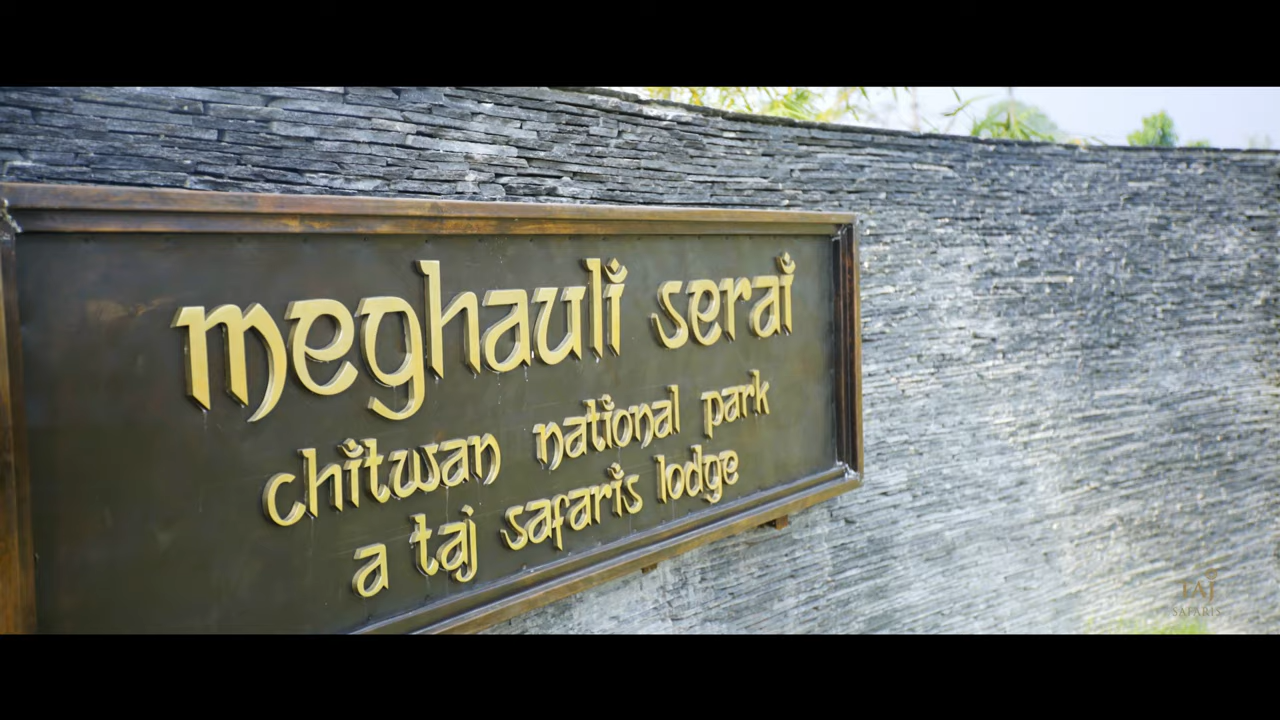 meghauli serai
chitwan national park
a taj safaris lodge
TAJ
SAFARIS